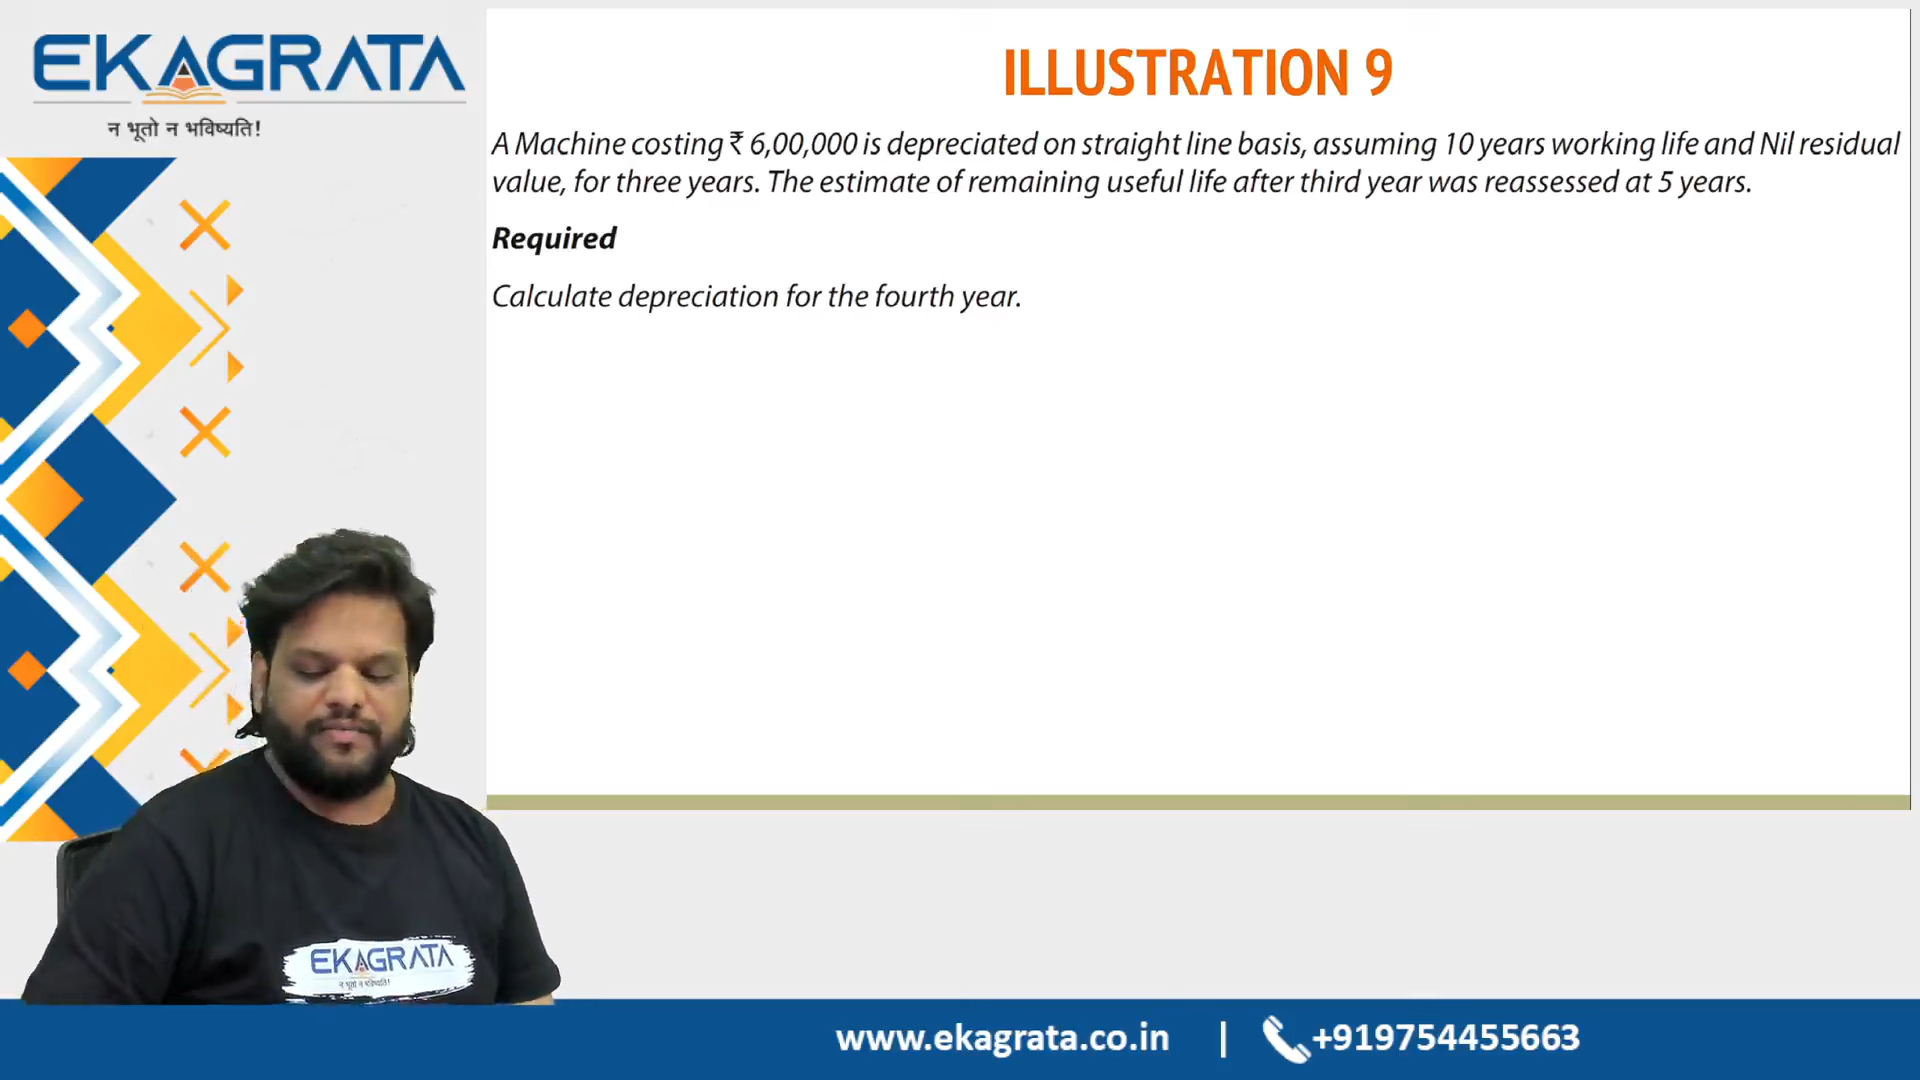 EKAGRATA
न भूतो न भविष्यति!
ILLUSTRATION 9
A Machine costing ₹ 6,00,000 is depreciated on straight line basis, assuming 10 years working life and Nil residual
value, for three years. The estimate of remaining useful life after third year was reassessed at 5 years.
Required
Calculate depreciation for the fourth year.
EKAGRATA
न भूतो न भविष्यति!
www.ekagrata.co.in | +919754455663